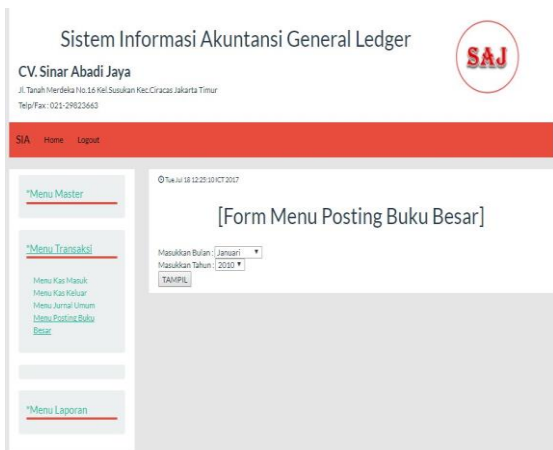 Sistem Informasi Akuntansi General Ledger
SAJ
CV. Sinar Abadi Jaya
Jl. Tanah Merdeka No.16 Kel.Susukan Kec.Ciracas Jakarta Timur
Telp/Fax : 021-29823663
SIA Home Logout
Tue Jul 18 12:25:10 ICT 2017
[Form Menu Posting Buku Besar]
Masukkan Bulan : Januari
Masukkan Tahun : 2010
TAMPIL
*Menu Master
*Menu Transaksi
Menu Kas Masuk
Menu Kas Keluar
Menu Jurnal Umum
Menu Posting Buku
Besar
*Menu Laporan